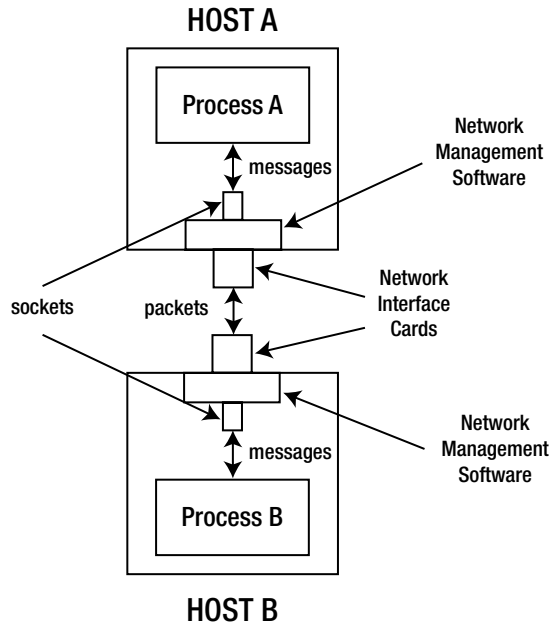 HOST A
Process A
messages
Network
Management
Software
sockets
packets
Network
Interface
Cards
messages
Network
Management
Software
Process B
HOST B